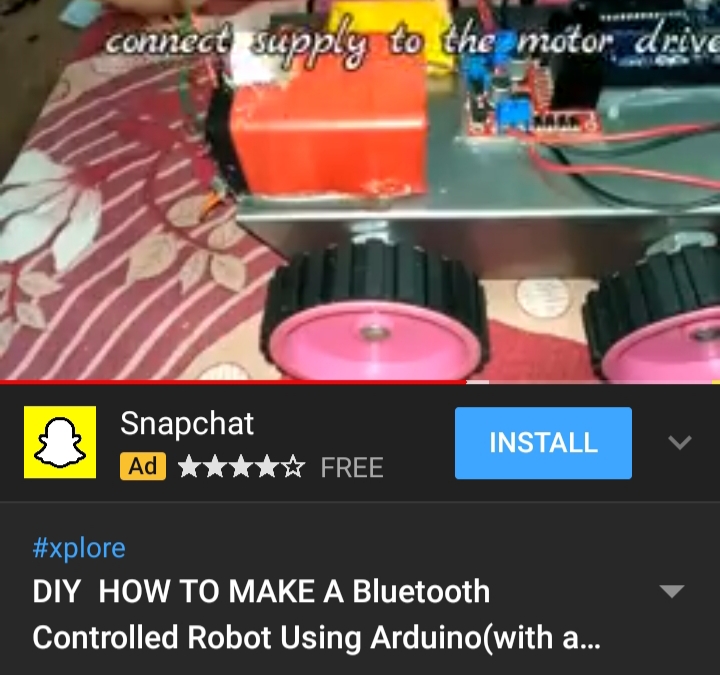 connect supply to the motor drive
Snapchat
Ad FREE
INSTALL
#xplore
DIY HOW TO MAKE A Bluetooth
Controlled Robot Using Arduino(with a...